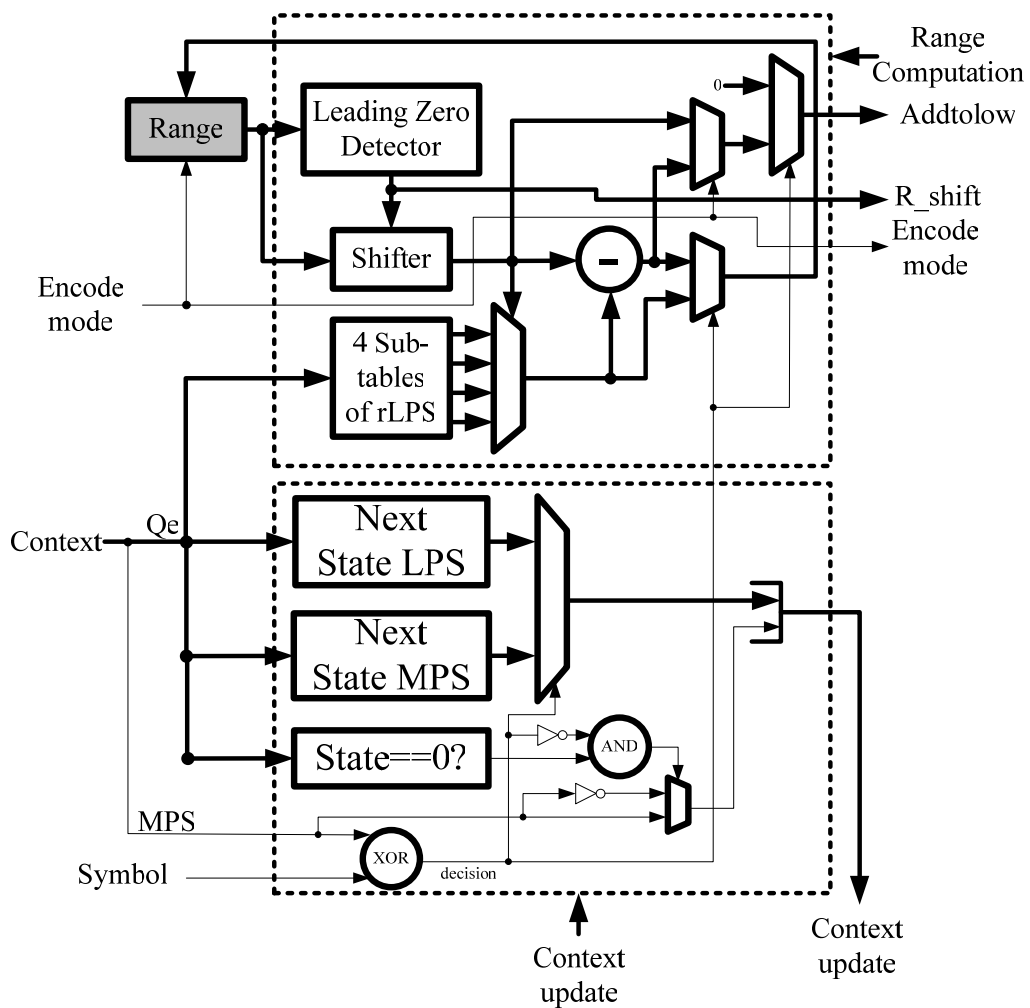 Range
Computation
0
Addtolow
Range
Leading Zero
Detector
R_shift
Encode
mode
Shifter
-
Encode
mode
4 Sub-
tables
of rLPS
Context
Qe
Next
State LPS
Next
State MPS
State==0?
AND
MPS
XOR
decision
Symbol
Context
update
Context
update